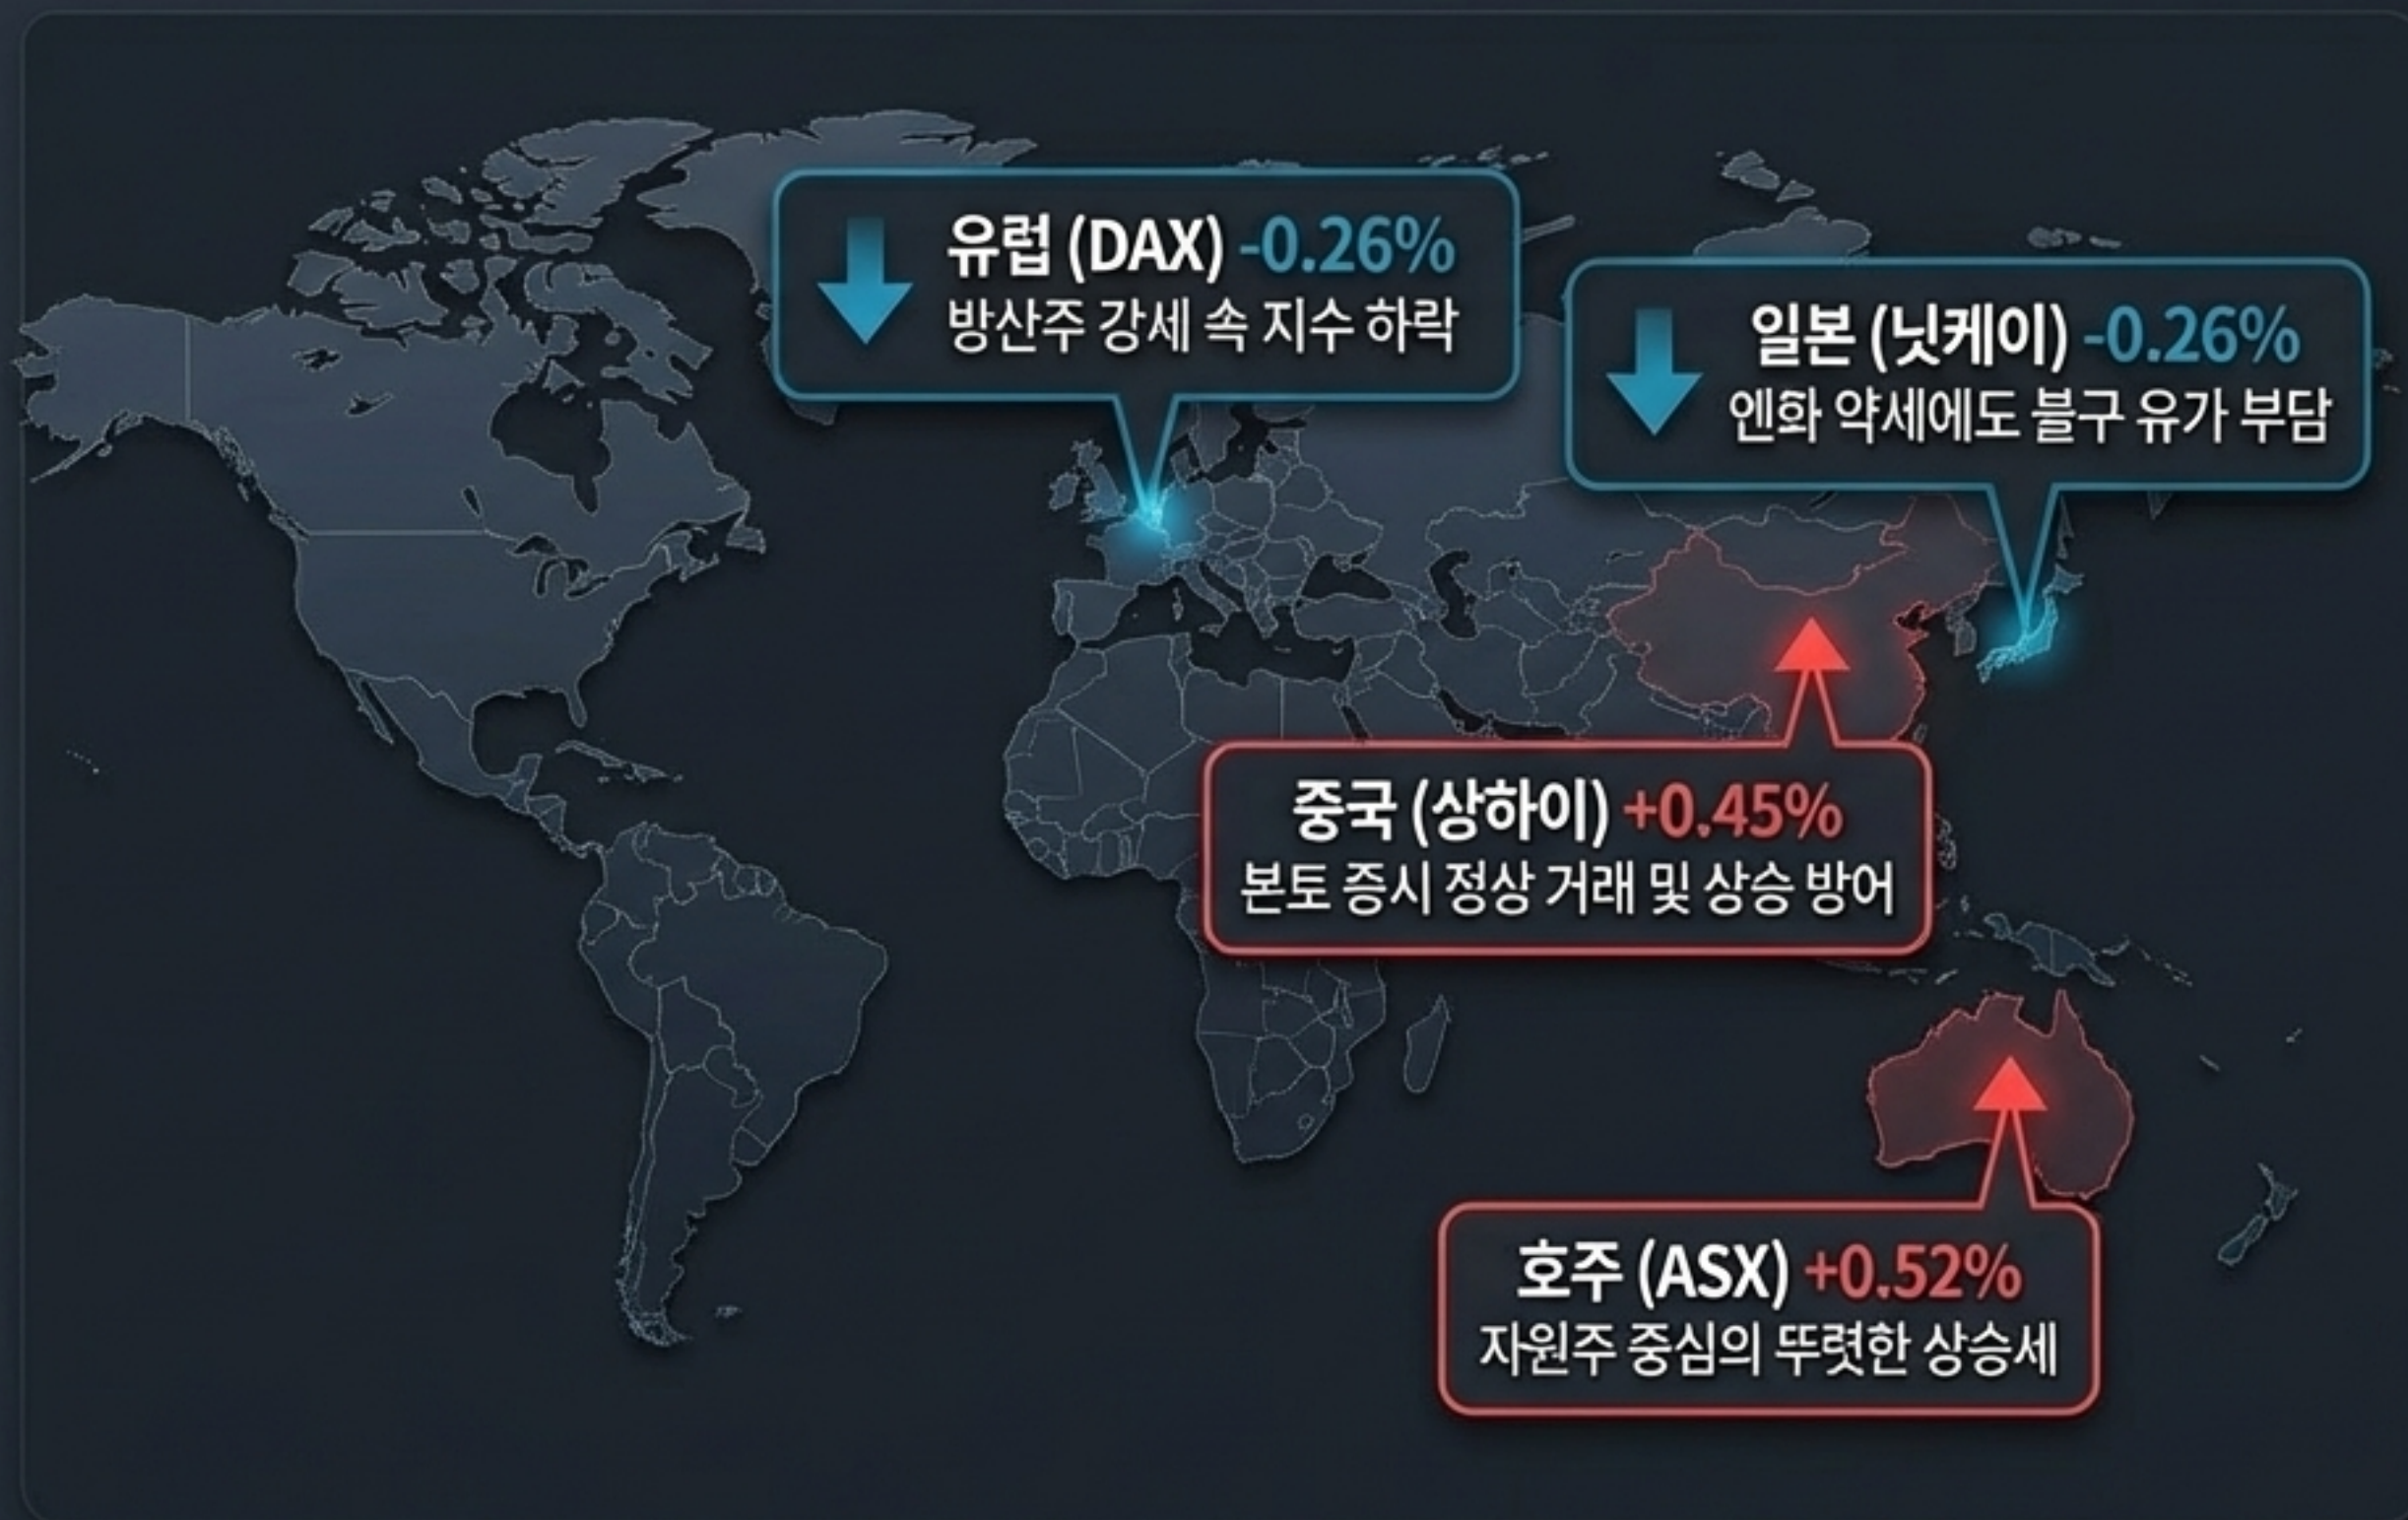 유럽 (DAX) -0.26%
방산주 강세 속 지수 하락
일본 (닛케이) -0.26%
엔화 약세에도 불구 유가 부담
중국 (상하이) +0.45%
본토 증시 정상 거래 및 상승 방어
호주 (ASX) +0.52%
자원주 중심의 뚜렷한 상승세